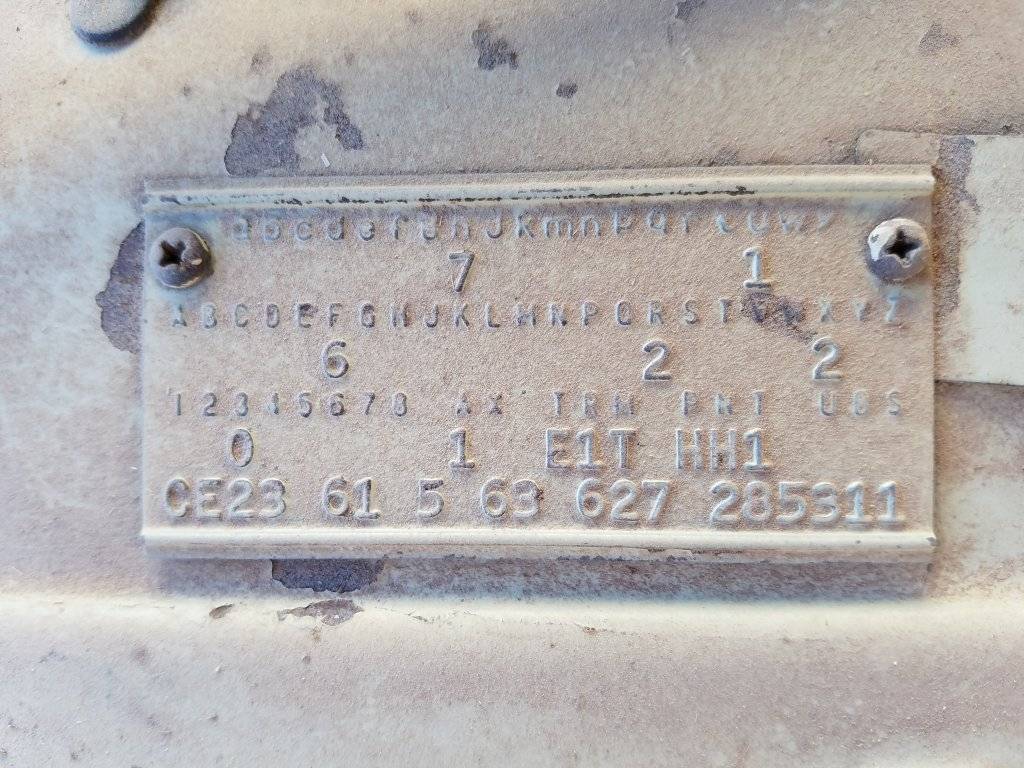 abcdefghJkmnpqrtuwy
7 1
ABCDEFGHJKLMNPQRSTVWXYZ
6 2 2
12345678 AX TRM PNT UBS
0 1 E1T HH1
CE23 61 5 63 627 285311